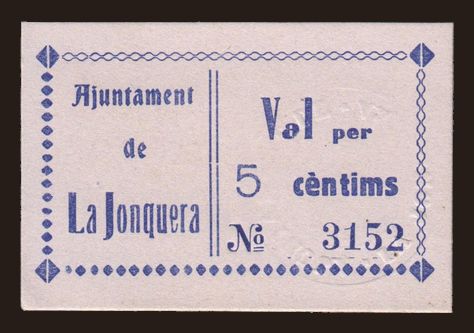 Ajuntament
de
La Jonquera
Val per
5 cèntims
Nº 3152